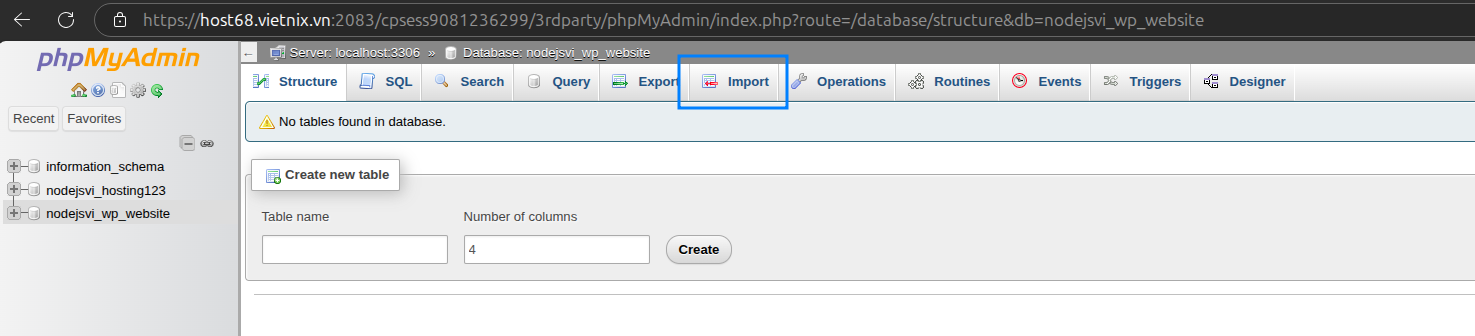 https://host68.vietnix.vn:2083/cpsess9081236299/3rdparty/phpMyAdmin/index.php?route=/database/structure&db=nodejsvi_wp_website
phpMyAdmin
Recent Favorites
information_schema
nodejsvi_hosting123
nodejsvi_wp_website
Server: localhost:3306 » Database: nodejsvi_wp_website
Structure SQL Search Query Export Import Operations Routines Events Triggers Designer
No tables found in database.
Create new table
Table name Number of columns
4 Create